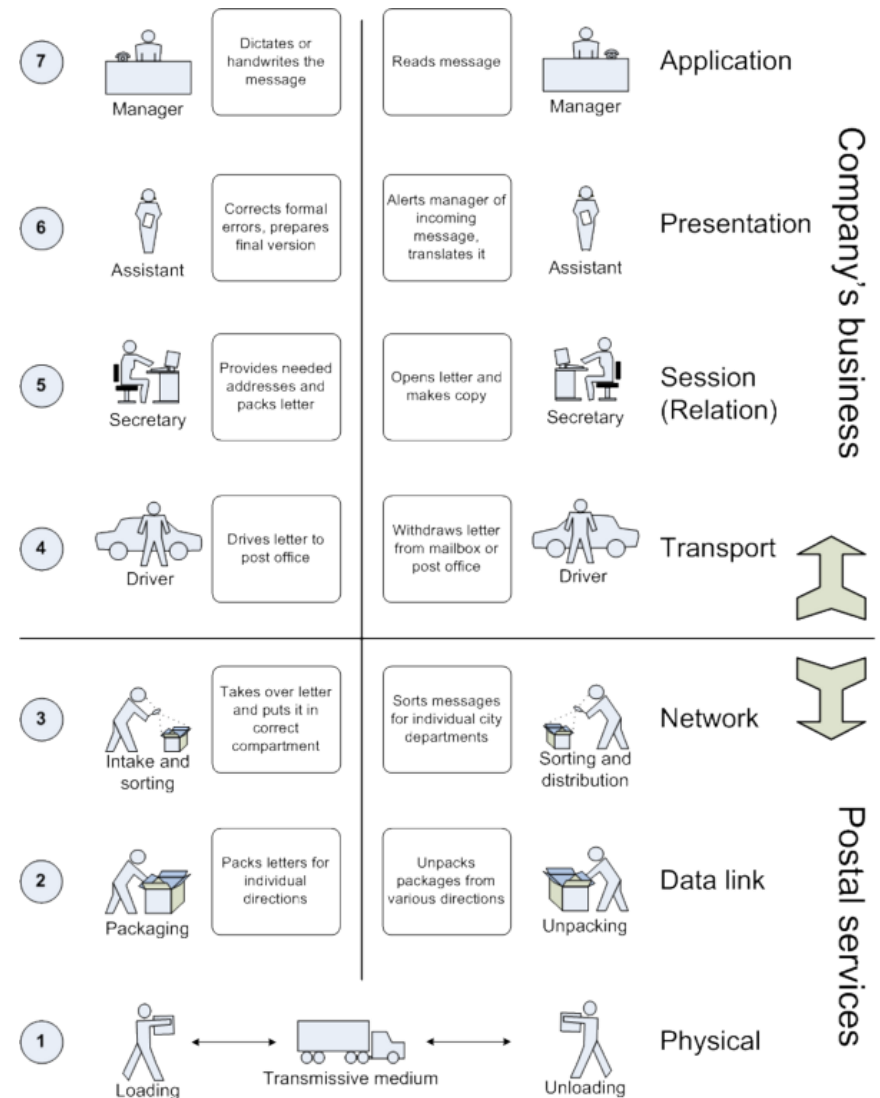 7
Manager
Dictates or
handwrites the
message
Reads message
Manager
Application
6
Assistant
Corrects formal
errors, prepares
final version
Alerts manager of
incoming
message,
translates it
Assistant
Presentation
5
Secretary
Provides needed
addresses and
packs letter
Opens letter and
makes copy
Secretary
Session
(Relation)
4
Driver
Drives letter to
post office
Withdraws letter
from mailbox or
post office
Driver
Transport
Company's business
3
Intake and
sorting
Takes over letter
and puts it in
correct
compartment
Sorts messages
for individual city
departments
Sorting and
distribution
Network
2
Packaging
Packs letters for
individual
directions
Unpacks
packages from
various directions
Unpacking
Data link
1
Loading
Transmissive medium
Unloading
Physical
Postal services